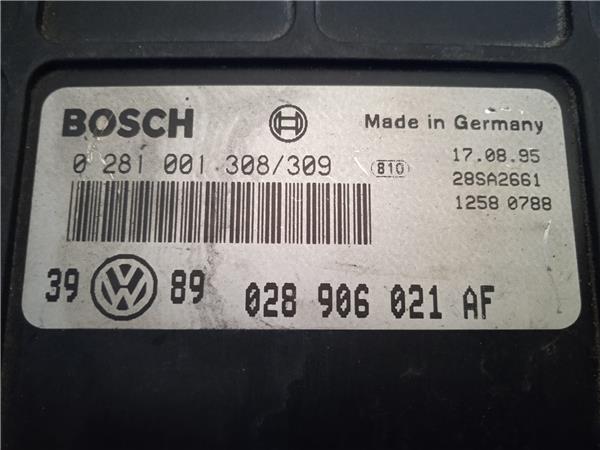 BOSCH Made in Germany
0 281 001 308/309 810 17.08.95
28SA2661
1258 0788
39 VW 89 028 906 021 AF